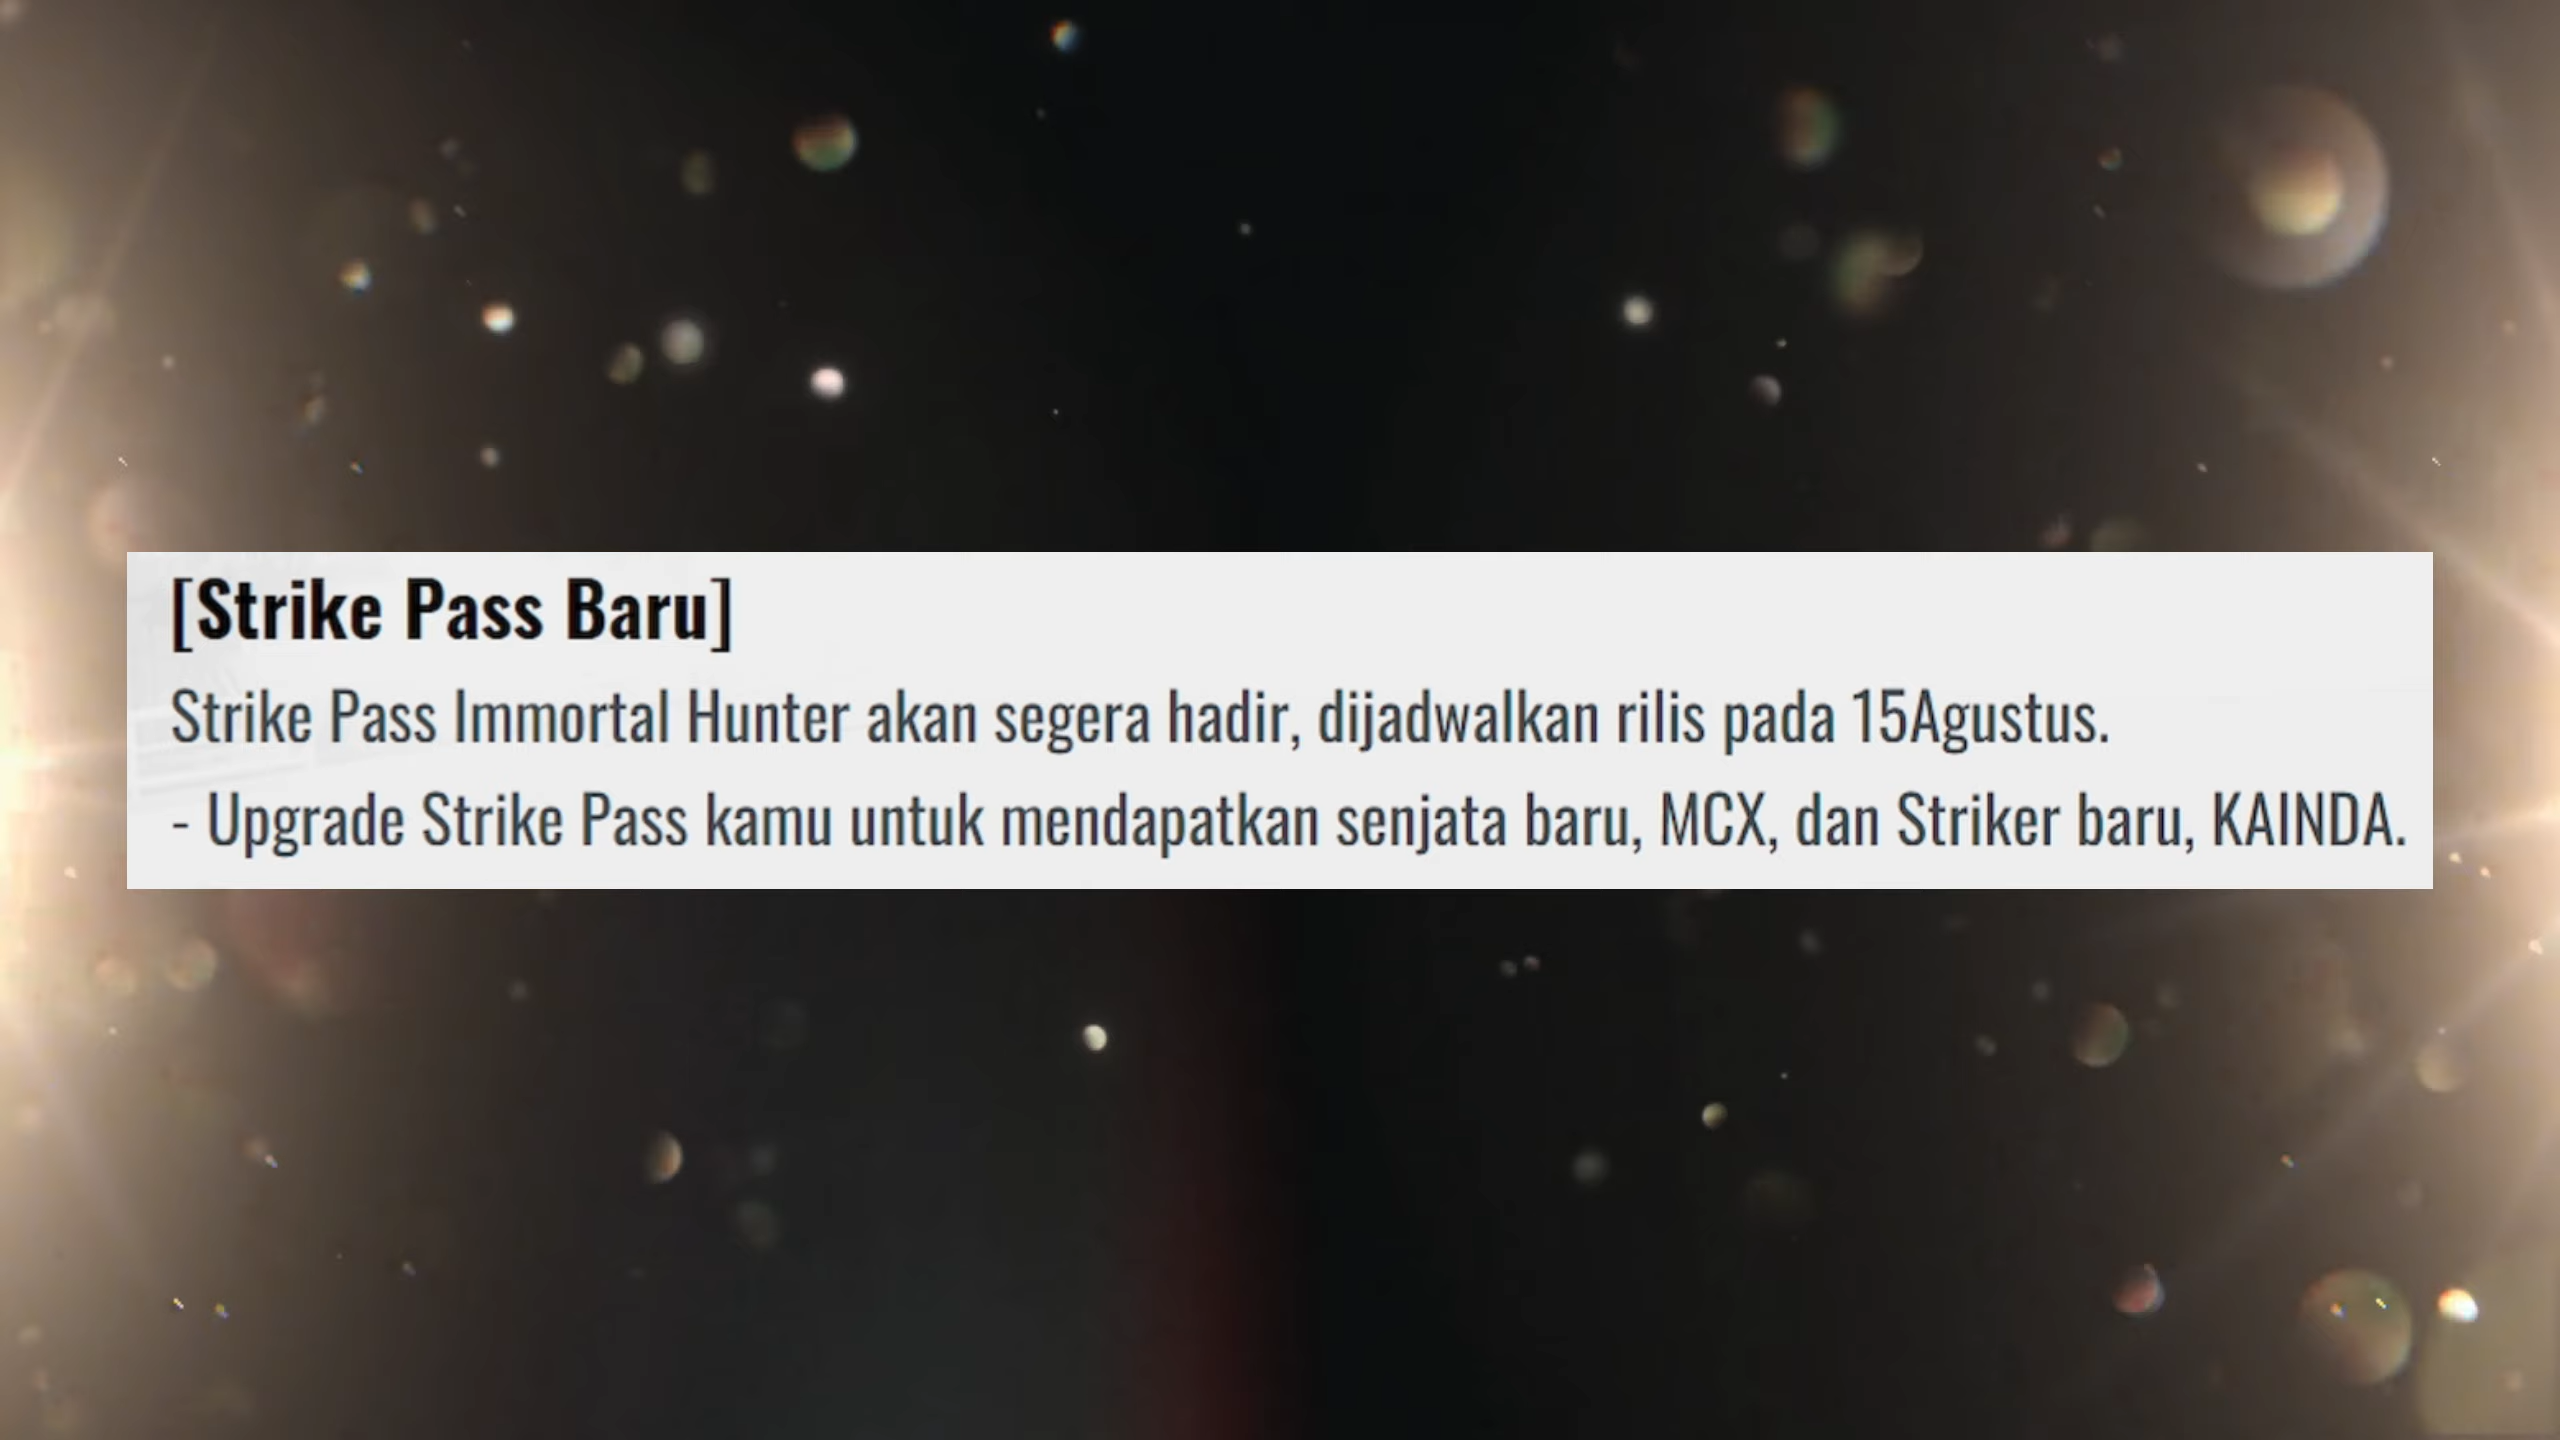 [Strike Pass Baru]
Strike Pass Immortal Hunter akan segera hadir, dijadwalkan rilis pada 15Agustus.
- Upgrade Strike Pass kamu untuk mendapatkan senjata baru, MCX, dan Striker baru, KAINDA.